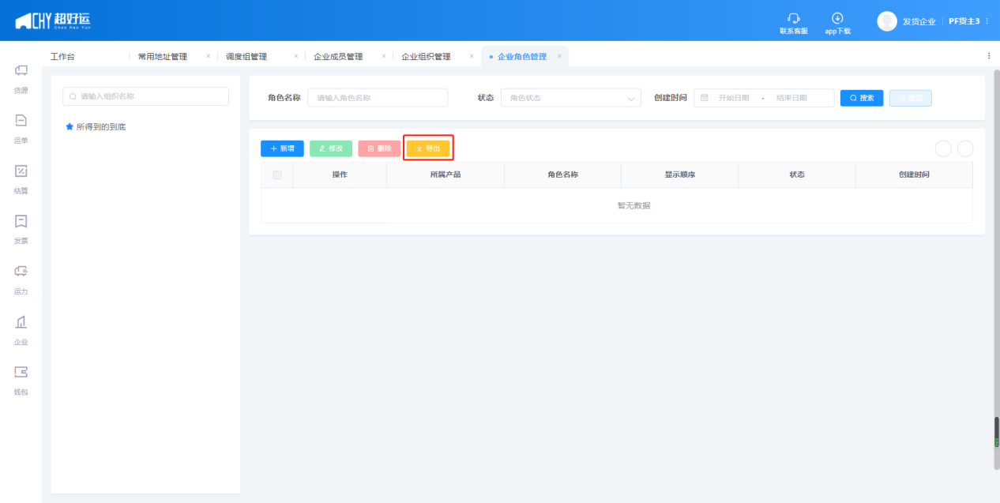 CHY 超好运
Chao Hao Yun
联系客服
app下载
发货企业
PF货主3
工作台
常用地址管理
调度组管理
企业成员管理
企业组织管理
企业角色管理
货源
运单
结算
发票
运力
企业
钱包
请输入组织名称
所得到的到底
角色名称 请输入角色名称
状态 角色状态
创建时间 开始日期 - 结束日期
搜索
新增
修改
删除
导出
操作 所属产品 角色名称 显示顺序 状态 创建时间
暂无数据